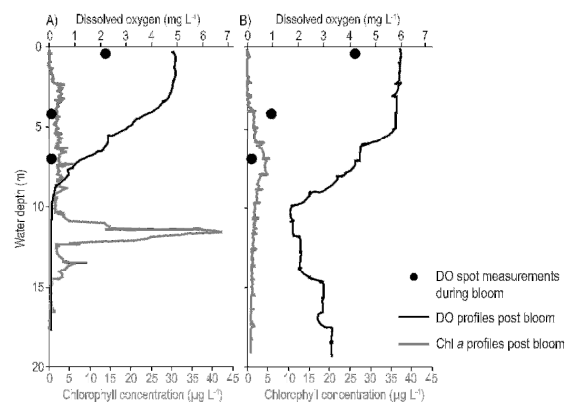 A) Dissolved oxygen (mg L⁻¹) B) Dissolved oxygen (mg L⁻¹)
0 1 2 3 4 5 6 7 0 1 2 3 4 5 6 7
0
5
10
15
20
Water depth (m)
DO spot measurements
during bloom
DO profiles post bloom
Chl a profiles post bloom
0 5 10 15 20 25 30 35 40 45 10 15 20 25 30 35 40 45
Chlorophyll concentration (µg L⁻¹) Chlorophyll concentration (µg L⁻¹)